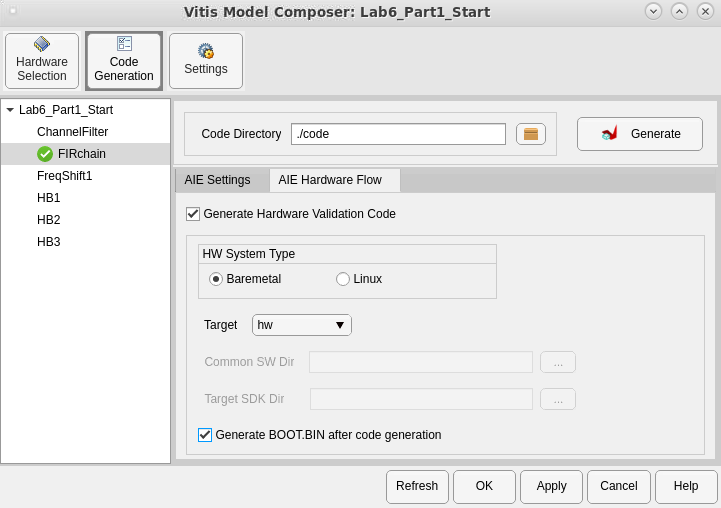 Vitis Model Composer: Lab6_Part1_Start
Hardware
Selection
Code
Generation
Settings
Lab6_Part1_Start
ChannelFilter
FIRchain
FreqShift1
HB1
HB2
HB3
Code Directory
./code
Generate
AIE Settings
AIE Hardware Flow
Generate Hardware Validation Code
HW System Type
Baremetal
Linux
Target
hw
Common SW Dir
...
Target SDK Dir
...
Generate BOOT.BIN after code generation
Refresh
OK
Apply
Cancel
Help